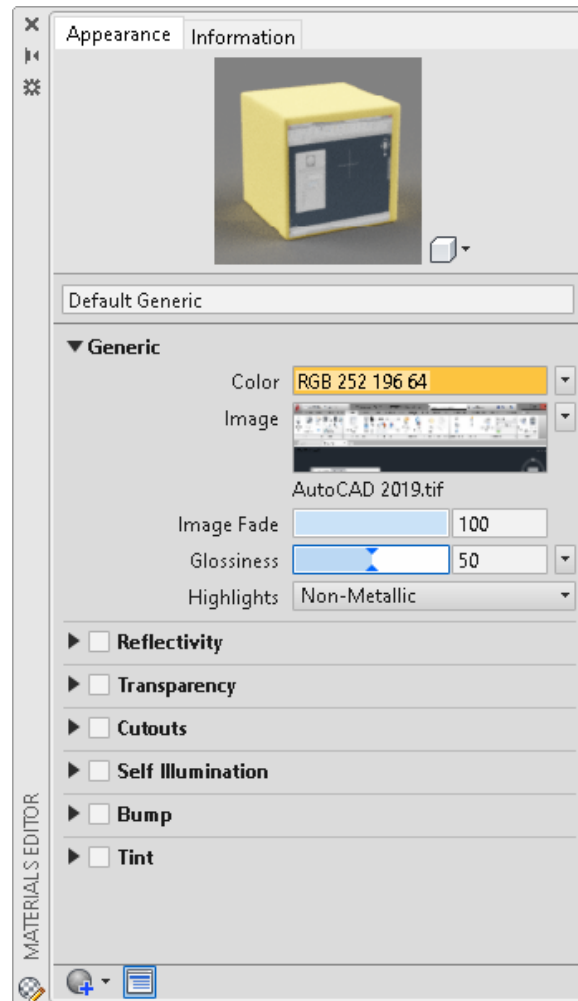 Appearance Information
Default Generic
Generic
Color RGB 252 196 64
Image
AutoCAD 2019.tif
Image Fade 100
Glossiness 50
Highlights Non-Metallic
Reflectivity
Transparency
Cutouts
Self Illumination
Bump
Tint
MATERIALS EDITOR